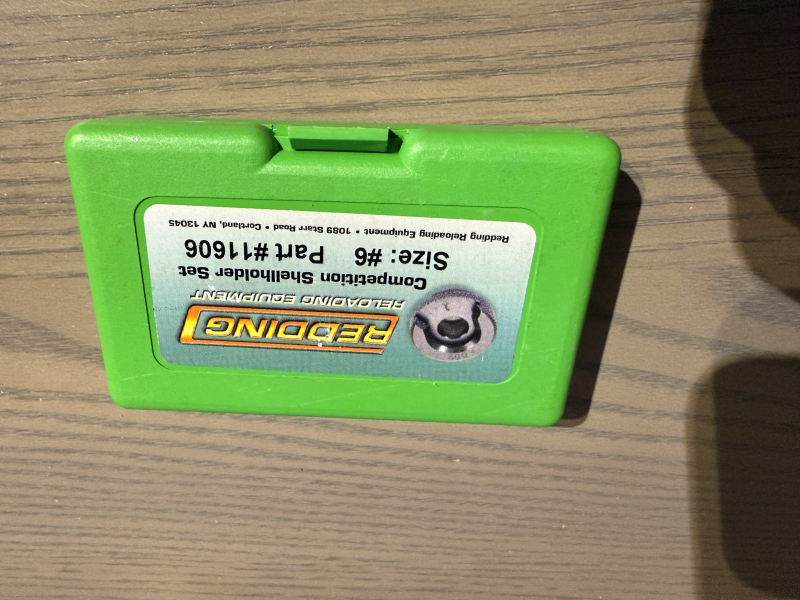 REDDING
RELOADING EQUIPMENT
Competition Shellholder Set
Size: #6 Part #11606
Redding Reloading Equipment • 1089 Starr Road • Cortland, NY 13045